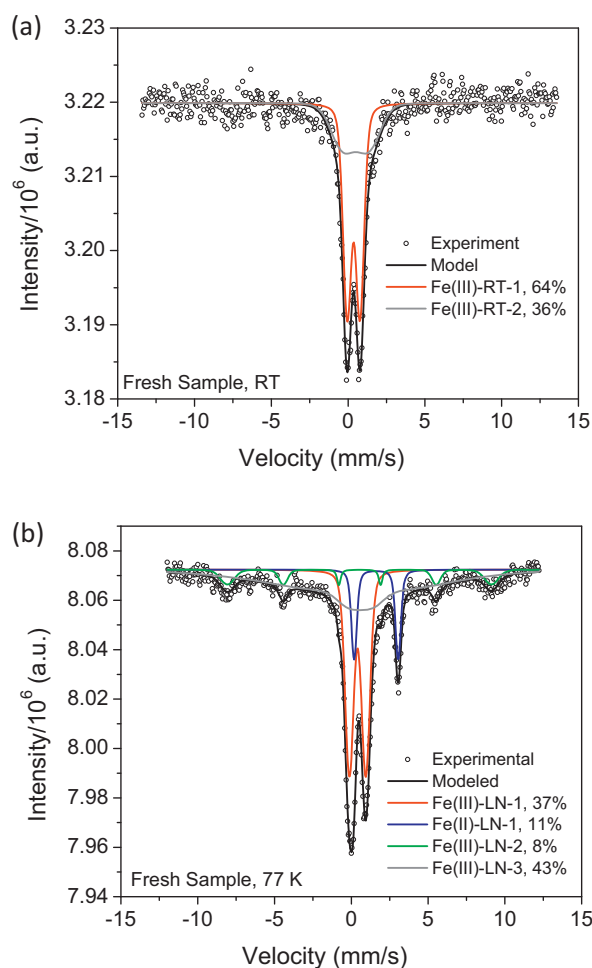 (a)
3.23
3.22
3.21
3.20
3.19
3.18
Intensity/10⁶ (a.u.)
Experiment
Model
Fe(III)-RT-1, 64%
Fe(III)-RT-2, 36%
Fresh Sample, RT
-15 -10 -5 0 5 10 15
Velocity (mm/s)
(b)
8.08
8.06
8.04
8.02
8.00
7.98
7.96
7.94
Intensity/10⁶ (a.u.)
Experimental
Modeled
Fe(III)-LN-1, 37%
Fe(II)-LN-1, 11%
Fe(III)-LN-2, 8%
Fe(III)-LN-3, 43%
Fresh Sample, 77 K
-15 -10 -5 0 5 10 15
Velocity (mm/s)